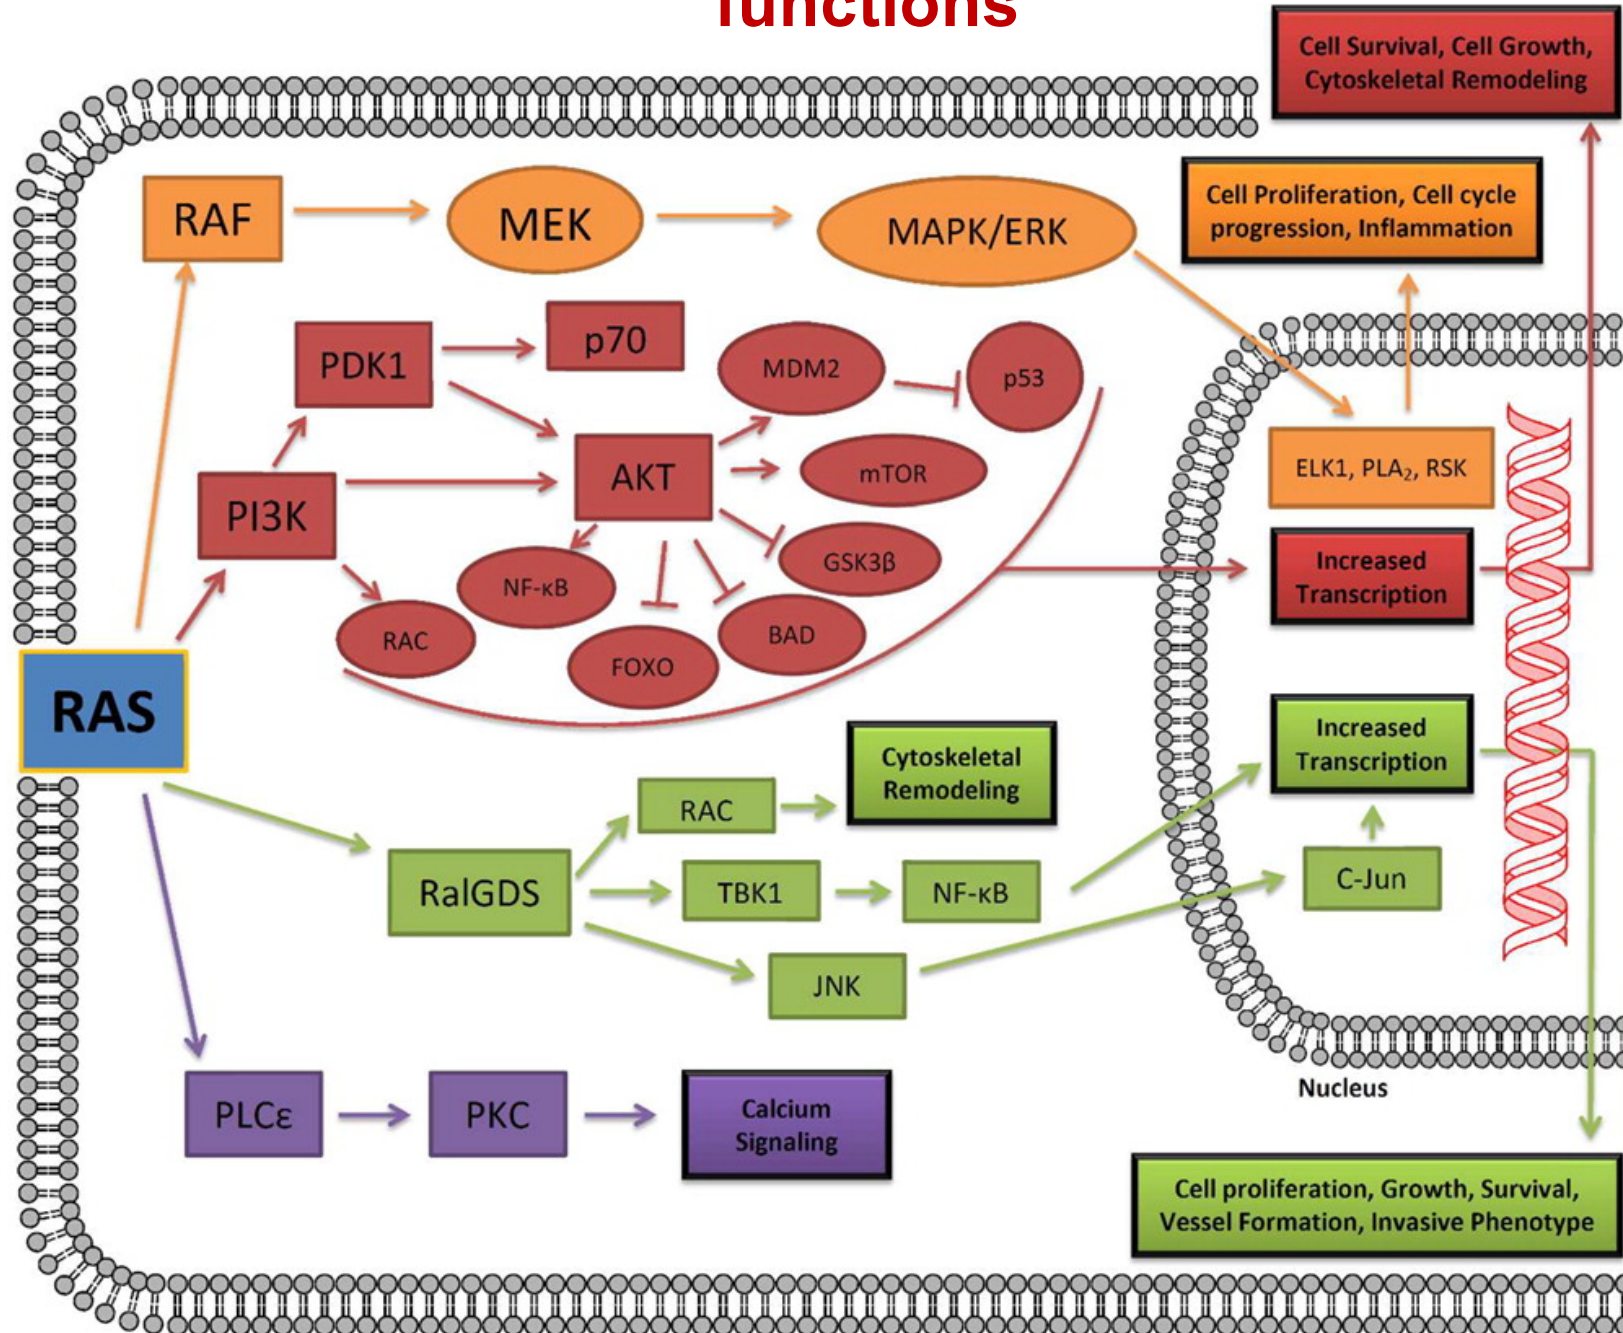 functions
Cell Survival, Cell Growth,
Cytoskeletal Remodeling
Cell Proliferation, Cell cycle
progression, Inflammation
RAF
MEK
MAPK/ERK
PDK1
p70
MDM2
p53
AKT
mTOR
PI3K
GSK3β
NF-κB
RAC
FOXO
BAD
ELK1, PLA₂, RSK
Increased
Transcription
RAS
Increased
Transcription
Cytoskeletal
Remodeling
RAC
RalGDS
TBK1
NF-κB
C-Jun
JNK
Nucleus
PLCε
PKC
Calcium
Signaling
Cell proliferation, Growth, Survival,
Vessel Formation, Invasive Phenotype